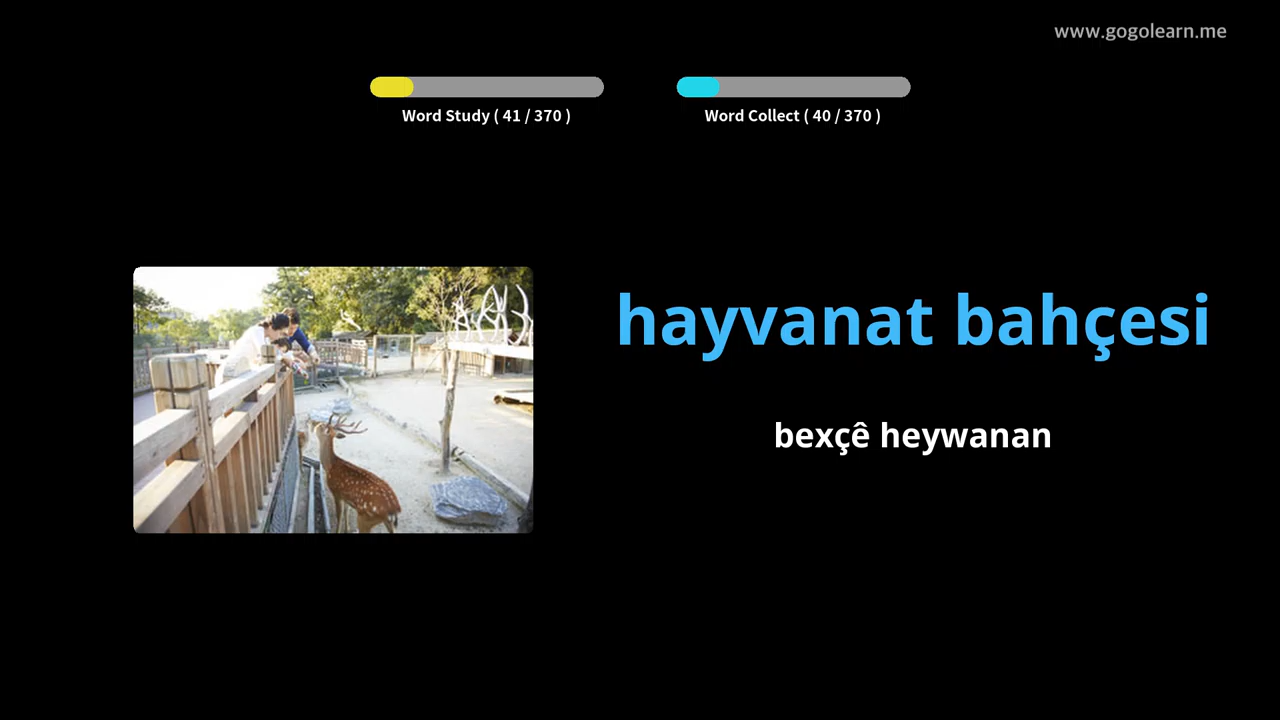 www.gogolearn.me
Word Study ( 41 / 370 )
Word Collect ( 40 / 370 )
hayvanat bahçesi
bexçê heywanan